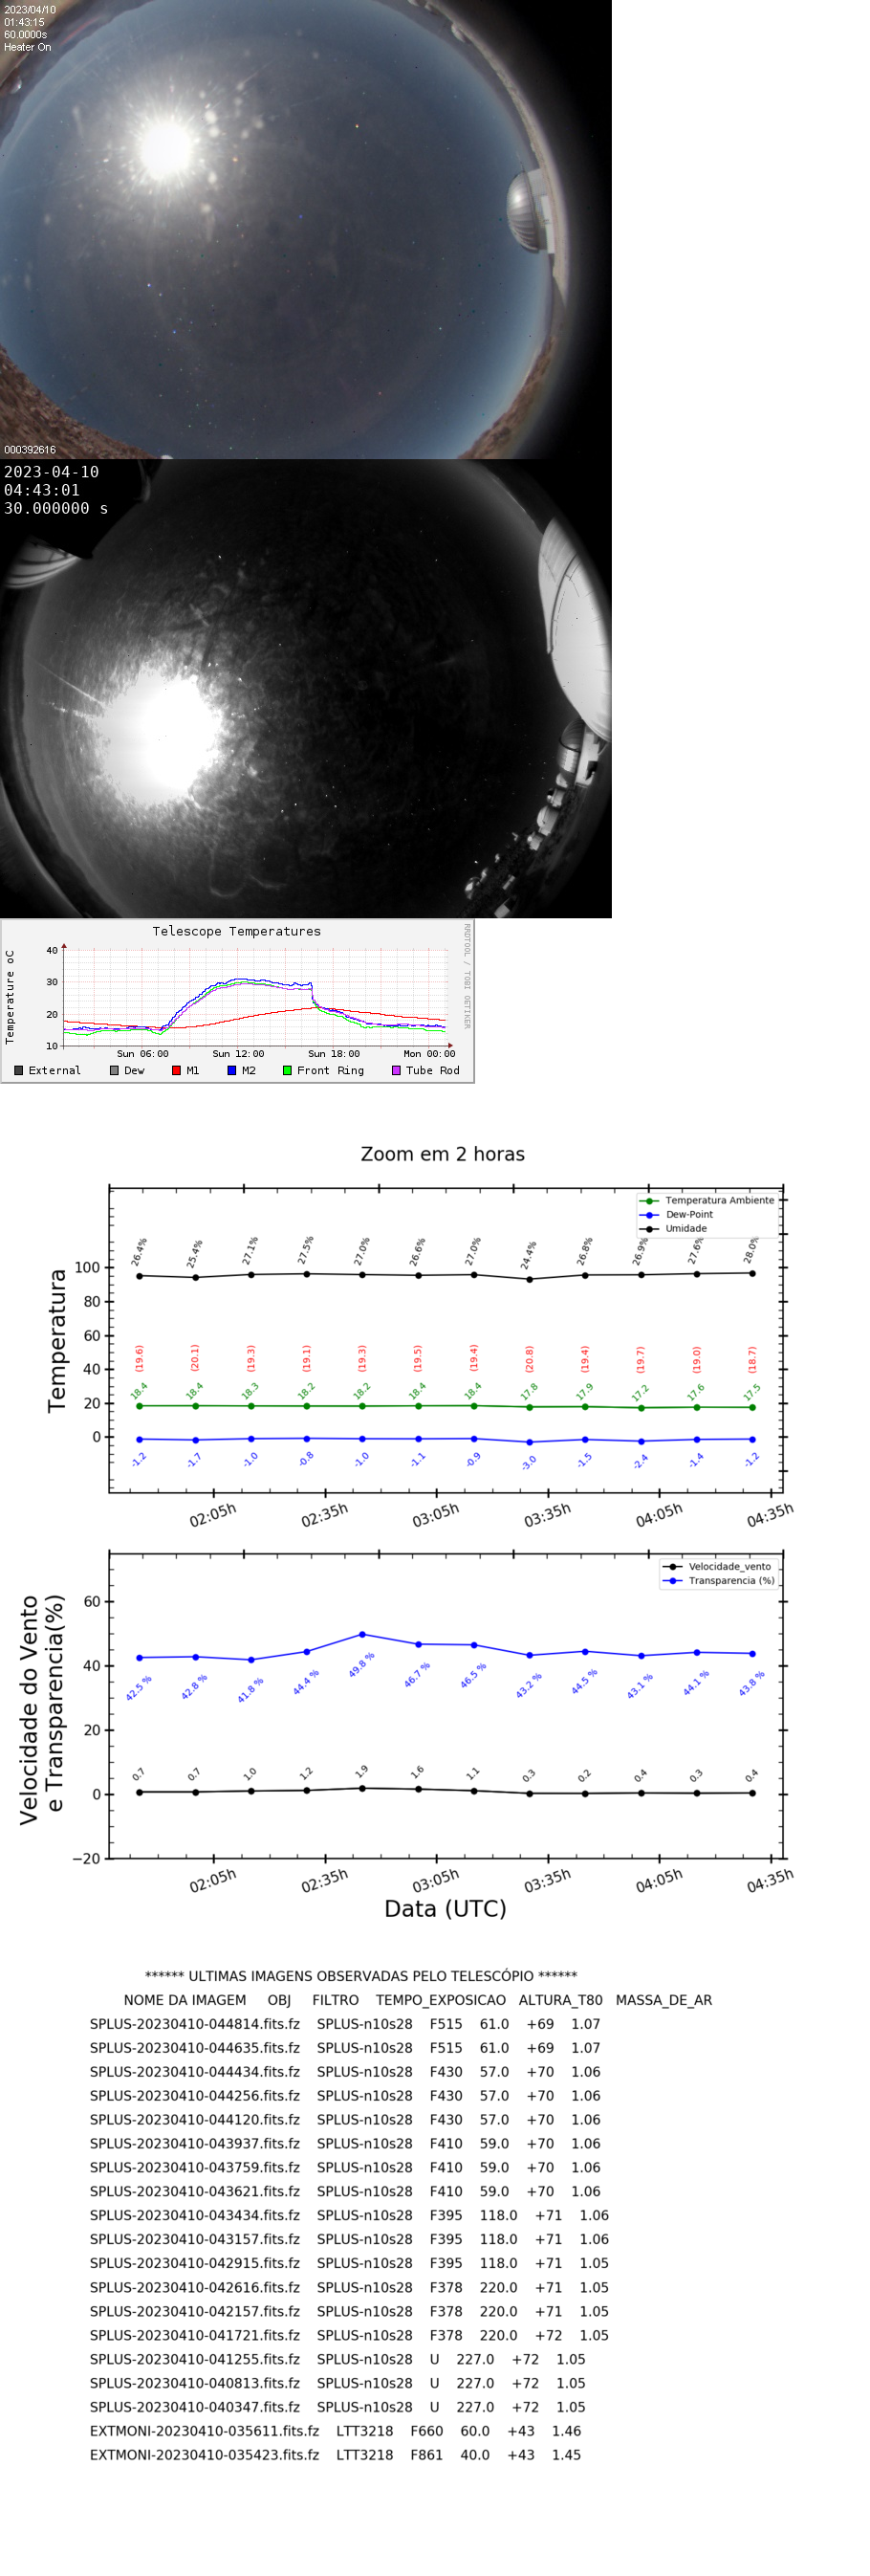 2023/04/10
01:43:15
60.0000s
Heater On
000392616
2023-04-10
04:43:01
30.000000 s
Telescope Temperatures
RRDTOOL / TOBI OETIKER
Temperature oC
40
30
20
10
Sun 06:00 Sun 12:00 Sun 18:00 Mon 00:00
External Dew M1 M2 Front Ring Tube Rod
Zoom em 2 horas
Temperatura Ambiente
Dew-Point
Umidade
Temperatura
100
80
60
40
20
0
26.4% 25.4% 27.1% 27.5% 27.0% 26.6% 27.0% 24.4% 26.8% 26.9% 27.6% 28.0%
(19.6) (20.1) (19.3) (19.1) (19.3) (19.5) (19.4) (20.8) (19.4) (19.7) (19.0) (18.7)
18.4 18.4 18.3 18.2 18.2 18.4 18.4 17.8 17.9 17.2 17.6 17.5
-1.2 -1.7 -1.0 -0.8 -1.0 -1.1 -0.9 -3.0 -1.5 -2.4 -1.4 -1.2
02:05h 02:35h 03:05h 03:35h 04:05h 04:35h
Velocidade_vento
Transparencia (%)
Velocidade do Vento
e Transparencia(%)
60
40
20
0
−20
42.5 % 42.8 % 41.8 % 44.4 % 49.8 % 46.7 % 46.5 % 43.2 % 44.5 % 43.1 % 44.1 % 43.8 %
0.7 0.7 1.0 1.2 1.9 1.6 1.1 0.3 0.2 0.4 0.3 0.4
02:05h 02:35h 03:05h 03:35h 04:05h 04:35h
Data (UTC)
****** ULTIMAS IMAGENS OBSERVADAS PELO TELESCÓPIO ******
NOME DA IMAGEM OBJ FILTRO TEMPO_EXPOSICAO ALTURA_T80 MASSA_DE_AR
SPLUS-20230410-044814.fits.fz SPLUS-n10s28 F515 61.0 +69 1.07
SPLUS-20230410-044635.fits.fz SPLUS-n10s28 F515 61.0 +69 1.07
SPLUS-20230410-044434.fits.fz SPLUS-n10s28 F430 57.0 +70 1.06
SPLUS-20230410-044256.fits.fz SPLUS-n10s28 F430 57.0 +70 1.06
SPLUS-20230410-044120.fits.fz SPLUS-n10s28 F430 57.0 +70 1.06
SPLUS-20230410-043937.fits.fz SPLUS-n10s28 F410 59.0 +70 1.06
SPLUS-20230410-043759.fits.fz SPLUS-n10s28 F410 59.0 +70 1.06
SPLUS-20230410-043621.fits.fz SPLUS-n10s28 F410 59.0 +70 1.06
SPLUS-20230410-043434.fits.fz SPLUS-n10s28 F395 118.0 +71 1.06
SPLUS-20230410-043157.fits.fz SPLUS-n10s28 F395 118.0 +71 1.06
SPLUS-20230410-042915.fits.fz SPLUS-n10s28 F395 118.0 +71 1.05
SPLUS-20230410-042616.fits.fz SPLUS-n10s28 F378 220.0 +71 1.05
SPLUS-20230410-042157.fits.fz SPLUS-n10s28 F378 220.0 +71 1.05
SPLUS-20230410-041721.fits.fz SPLUS-n10s28 F378 220.0 +72 1.05
SPLUS-20230410-041255.fits.fz SPLUS-n10s28 U 227.0 +72 1.05
SPLUS-20230410-040813.fits.fz SPLUS-n10s28 U 227.0 +72 1.05
SPLUS-20230410-040347.fits.fz SPLUS-n10s28 U 227.0 +72 1.05
EXTMONI-20230410-035611.fits.fz LTT3218 F660 60.0 +43 1.46
EXTMONI-20230410-035423.fits.fz LTT3218 F861 40.0 +43 1.45